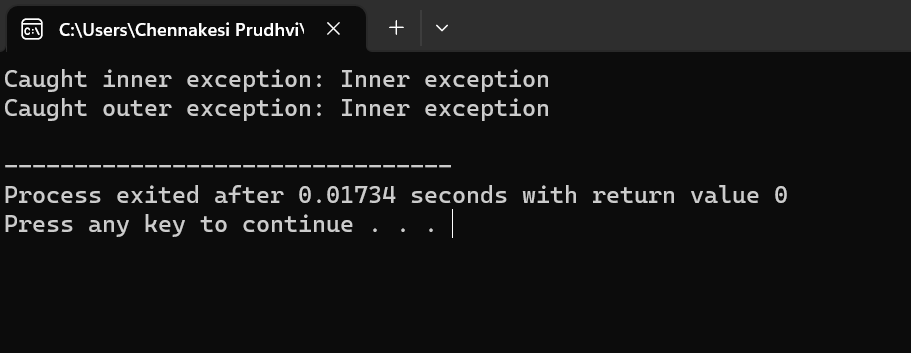 C:\Users\Chennakesi Prudhvi\
Caught inner exception: Inner exception
Caught outer exception: Inner exception
--------------------------------
Process exited after 0.01734 seconds with return value 0
Press any key to continue . . .